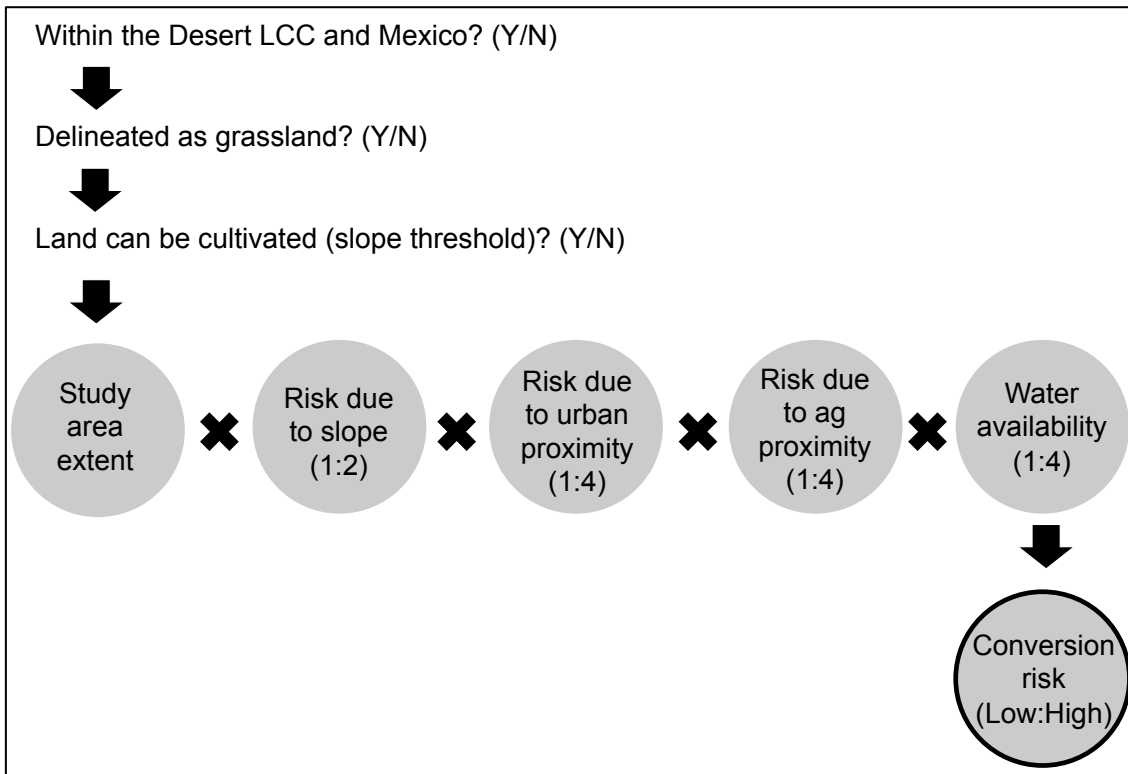 Within the Desert LCC and Mexico? (Y/N)
Delineated as grassland? (Y/N)
Land can be cultivated (slope threshold)? (Y/N)
Study
area
extent
Risk due
to slope
(1:2)
Risk due
to urban
proximity
(1:4)
Risk due
to ag
proximity
(1:4)
Water
availability
(1:4)
Conversion
risk
(Low:High)